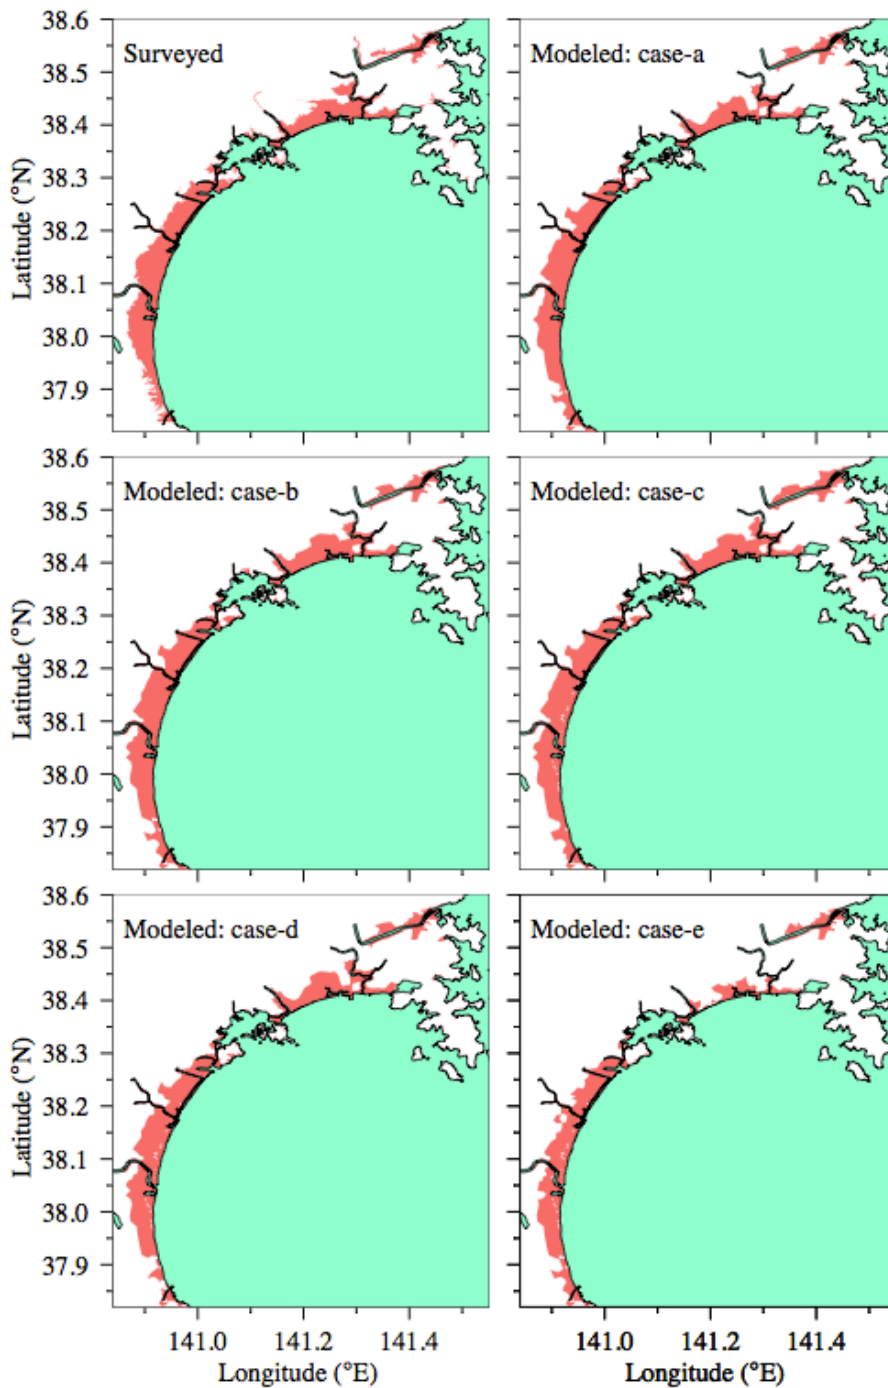 Surveyed
Modeled: case-a
38.6
38.5
38.4
38.3
38.2
38.1
38.0
37.9
Latitude (°N)
Modeled: case-b
Modeled: case-c
38.6
38.5
38.4
38.3
38.2
38.1
38.0
37.9
Latitude (°N)
Modeled: case-d
Modeled: case-e
38.6
38.5
38.4
38.3
38.2
38.1
38.0
37.9
Latitude (°N)
141.0 141.2 141.4
Longitude (°E)
141.0 141.2 141.4
Longitude (°E)